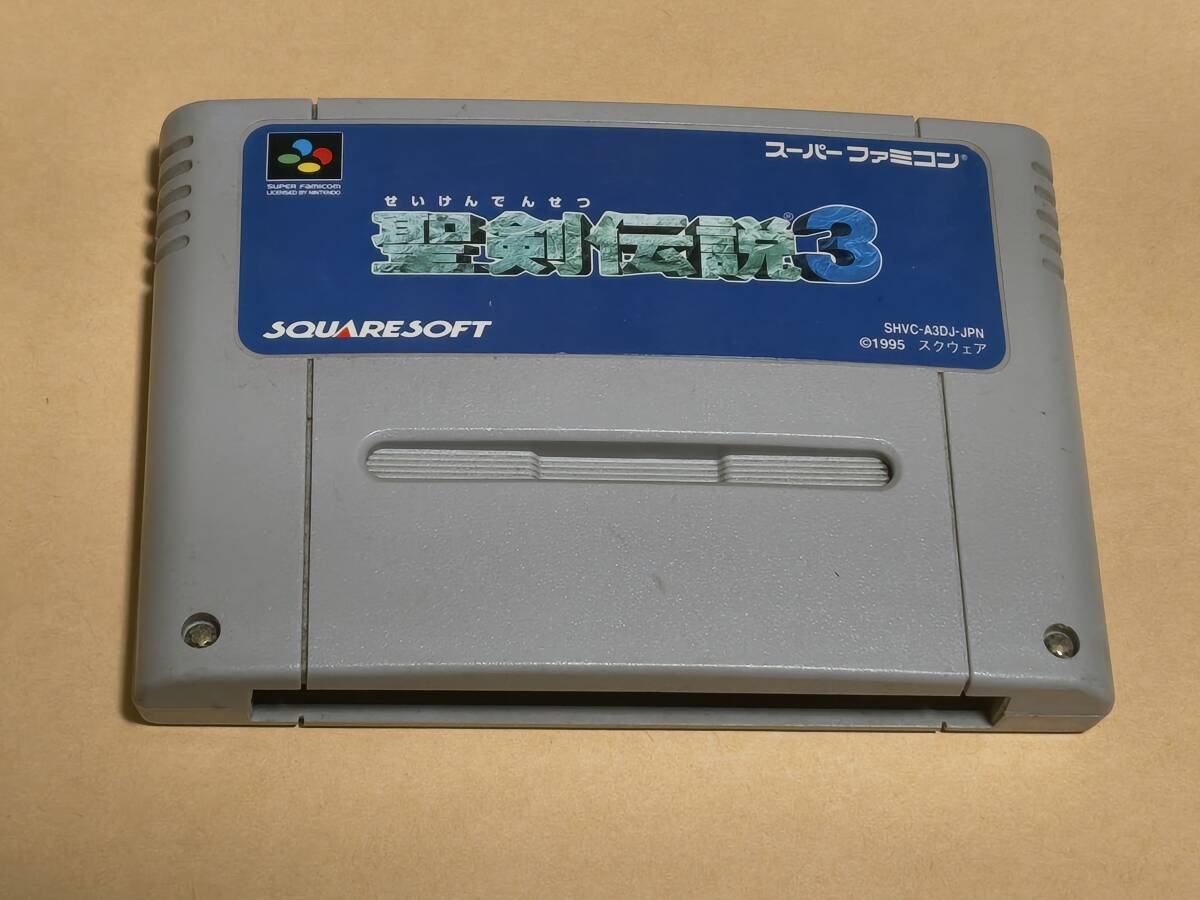 SUPER FAMICOM
LICENSED BY NINTENDO
スーパーファミコン®
せいけんでんせつ
聖剣伝説®3
SQUARESOFT
SHVC-A3DJ-JPN
©1995 スクウェア